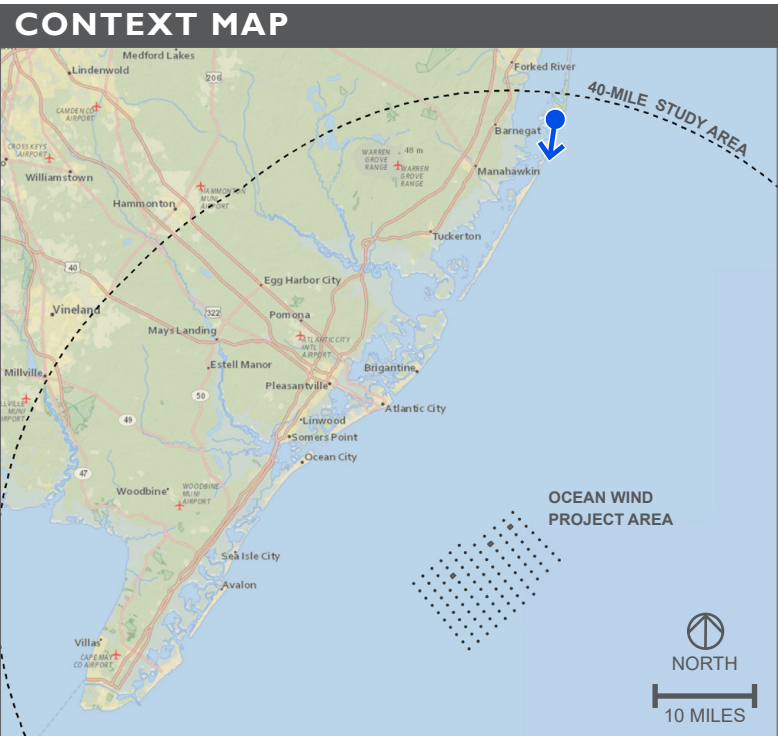 CONTEXT MAP
Medford Lakes
Forked River
Lindenwold
206
40-MILE STUDY AREA
CAMDEN CO
AIRPORT
Barnegat
CROSS KEYS
AIRPORT
WARREN
GROVE
RANGE
48 m
WARREN
GROVE
RANGE
Manahawkin
Williamstown
HAMMONTON
MUNI
AIRPORT
Hammonton
Tuckerton
40
Egg Harbor City
Vineland
322
Pomona
Mays Landing
ATLANTIC CITY
INTL
AIRPORT
Estell Manor
Brigantine
Millville
Pleasantville
50
Atlantic City
49
Linwood
Somers Point
Ocean City
47
Woodbine
WOODBINE
MUNI
AIRPORT
OCEAN WIND
PROJECT AREA
Sea Isle City
Avalon
Villas
CAPE MAY
CO AIRPORT
NORTH
10 MILES